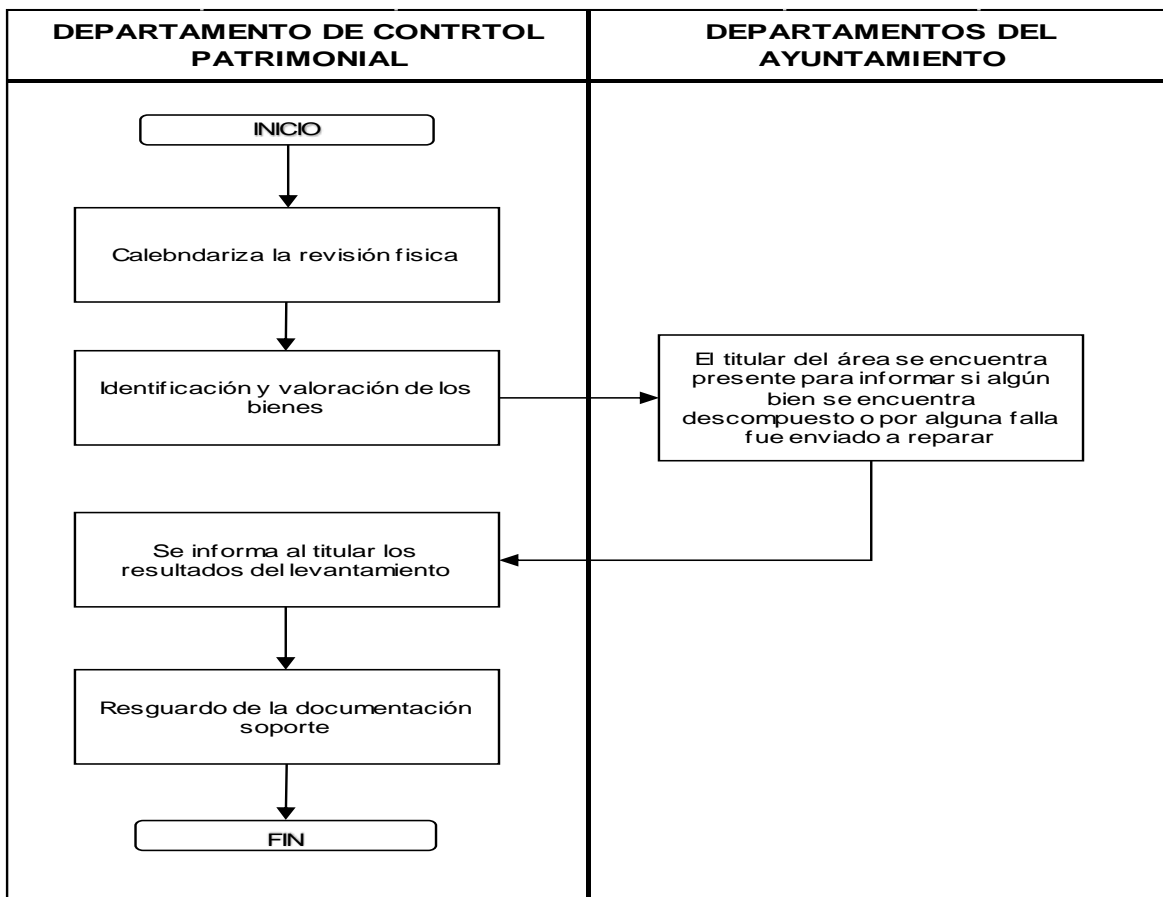 DEPARTAMENTO DE CONTRTOL
PATRIMONIAL
DEPARTAMENTOS DEL
AYUNTAMIENTO
INICIO
Calebndariza la revisión fisica
Identificación y valoración de los
bienes
El titular del área se encuentra
presente para informar si algún
bien se encuentra
descompuesto o por alguna falla
fue enviado a reparar
Se informa al titular los
resultados del levantamiento
Resguardo de la documentación
soporte
FIN